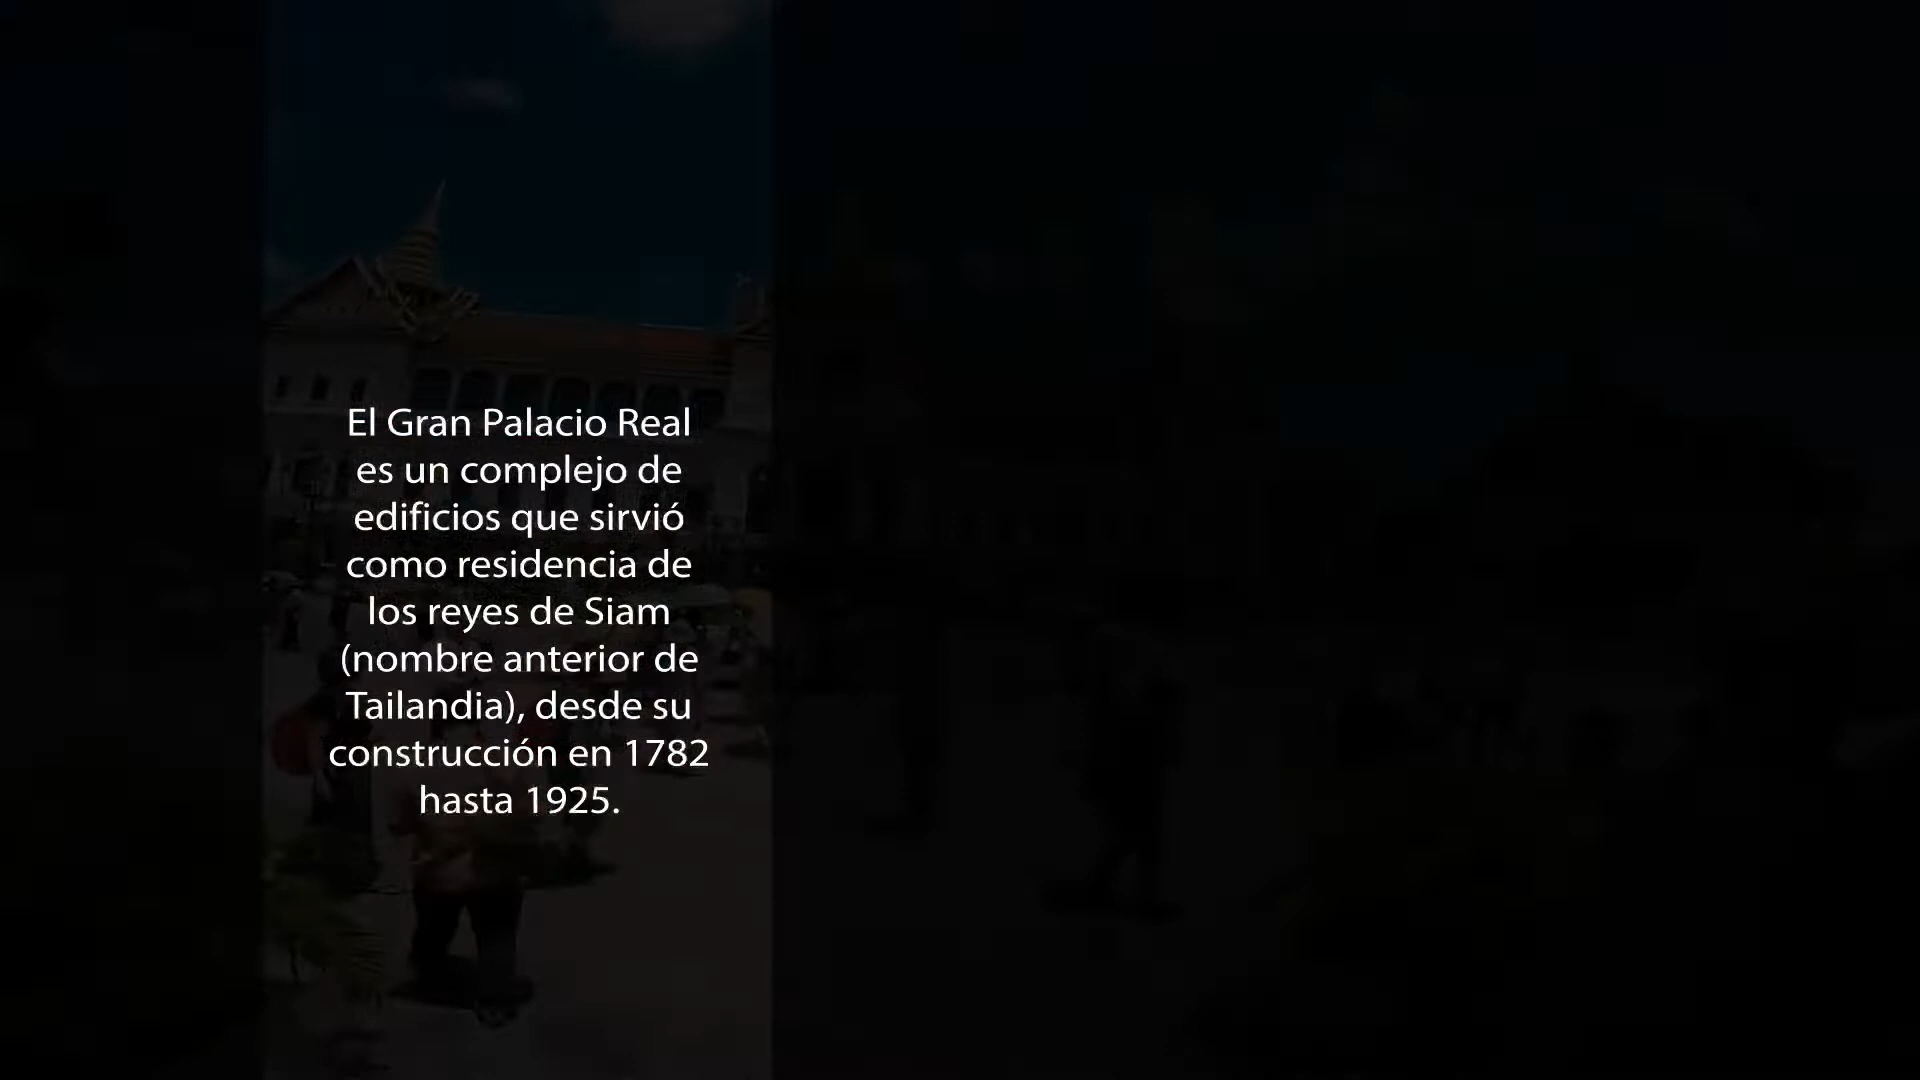 El Gran Palacio Real
es un complejo de
edificios que sirvió
como residencia de
los reyes de Siam
(nombre anterior de
Tailandia), desde su
construcción en 1782
hasta 1925.